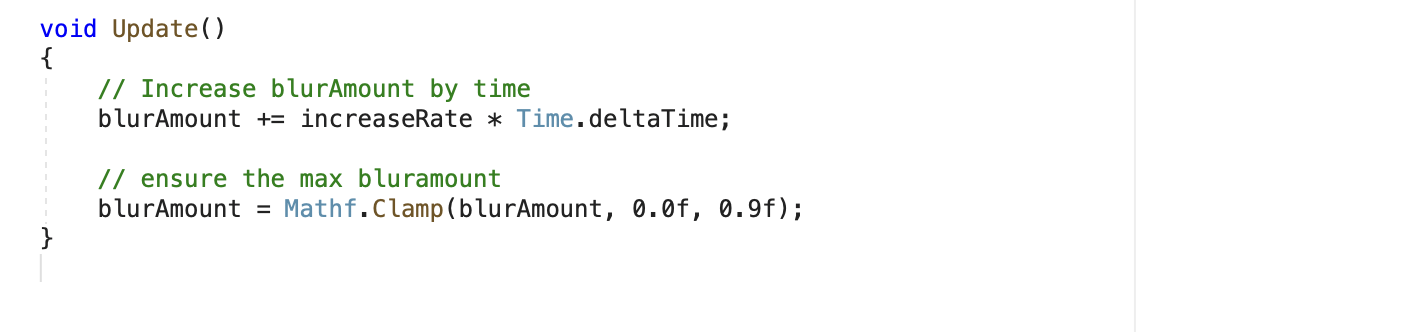 void Update()
{
    // Increase blurAmount by time
    blurAmount += increaseRate * Time.deltaTime;

    // ensure the max bluramount
    blurAmount = Mathf.Clamp(blurAmount, 0.0f, 0.9f);
}